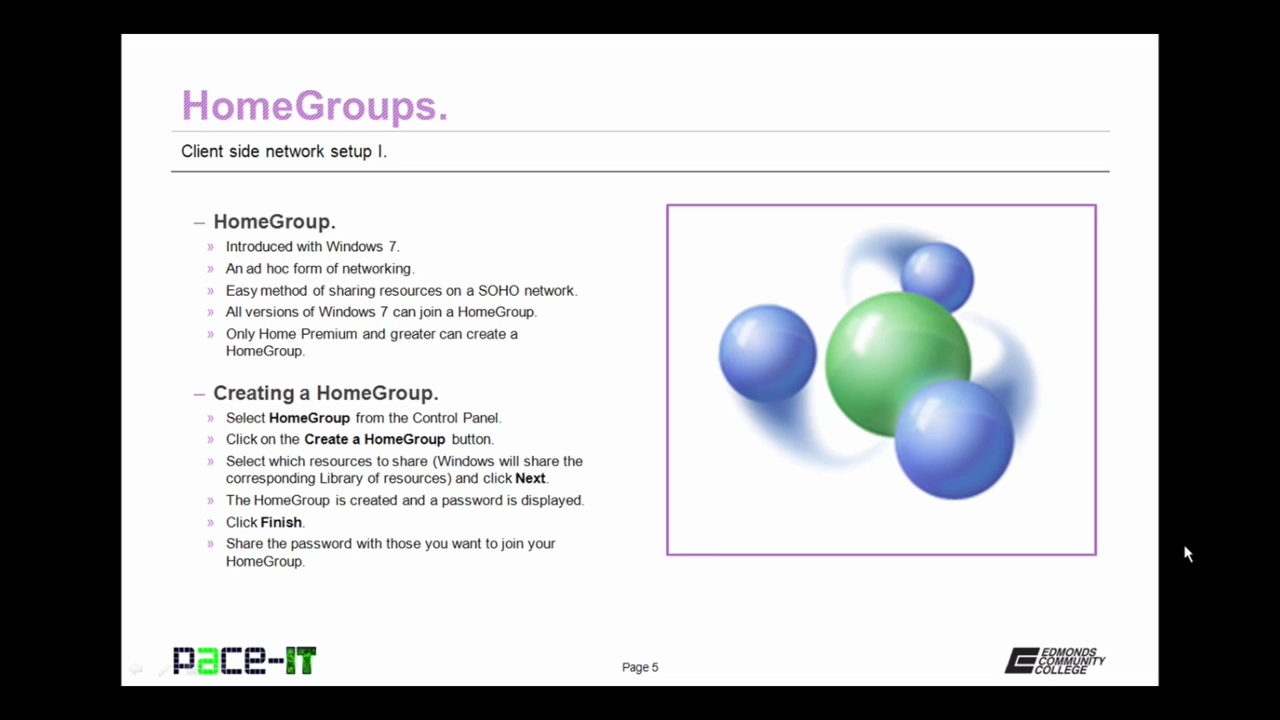 HomeGroups.
Client side network setup I.
– HomeGroup.
» Introduced with Windows 7.
» An ad hoc form of networking.
» Easy method of sharing resources on a SOHO network.
» All versions of Windows 7 can join a HomeGroup.
» Only Home Premium and greater can create a
HomeGroup.
– Creating a HomeGroup.
» Select HomeGroup from the Control Panel.
» Click on the Create a HomeGroup button.
» Select which resources to share (Windows will share the
corresponding Library of resources) and click Next.
» The HomeGroup is created and a password is displayed.
» Click Finish.
» Share the password with those you want to join your
HomeGroup.
pace-IT
Page 5
EDMONDS
COMMUNITY
COLLEGE